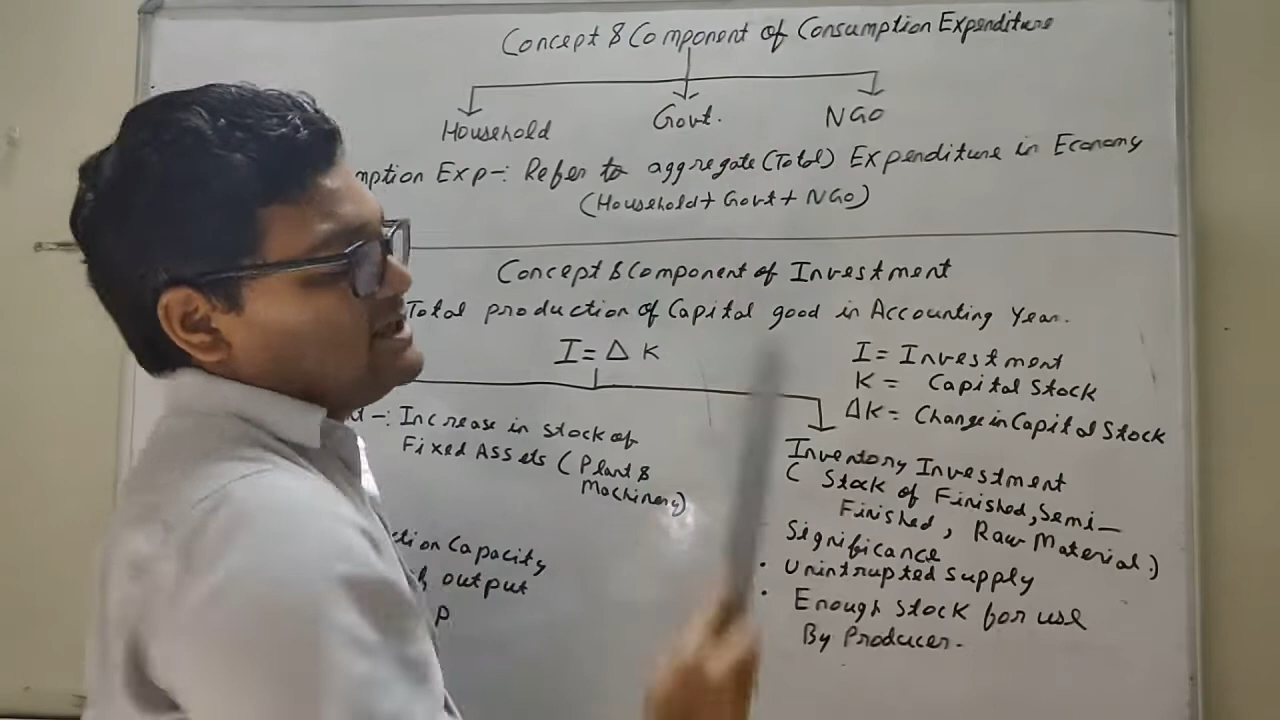 Concept & Component of Consumption Expenditure
Household Govt. NGO
mption Exp-: Refer to aggregate (Total) Expenditure in Economy
(Household + Govt + NGO)
Concept & Component of Investment
Total production of Capital good in Accounting Year.
I = Δ K
I = Investment
K = Capital Stock
ΔK = Change in Capital Stock
-: Increase in stock of
Fixed Assets (Plant &
Machinery)
ction Capacity
output
P
Inventory Investment
( Stock of Finished, Semi-
Finished, Raw Material.)
Significance
• Unintrupted supply
• Enough stock for use
By Producer.